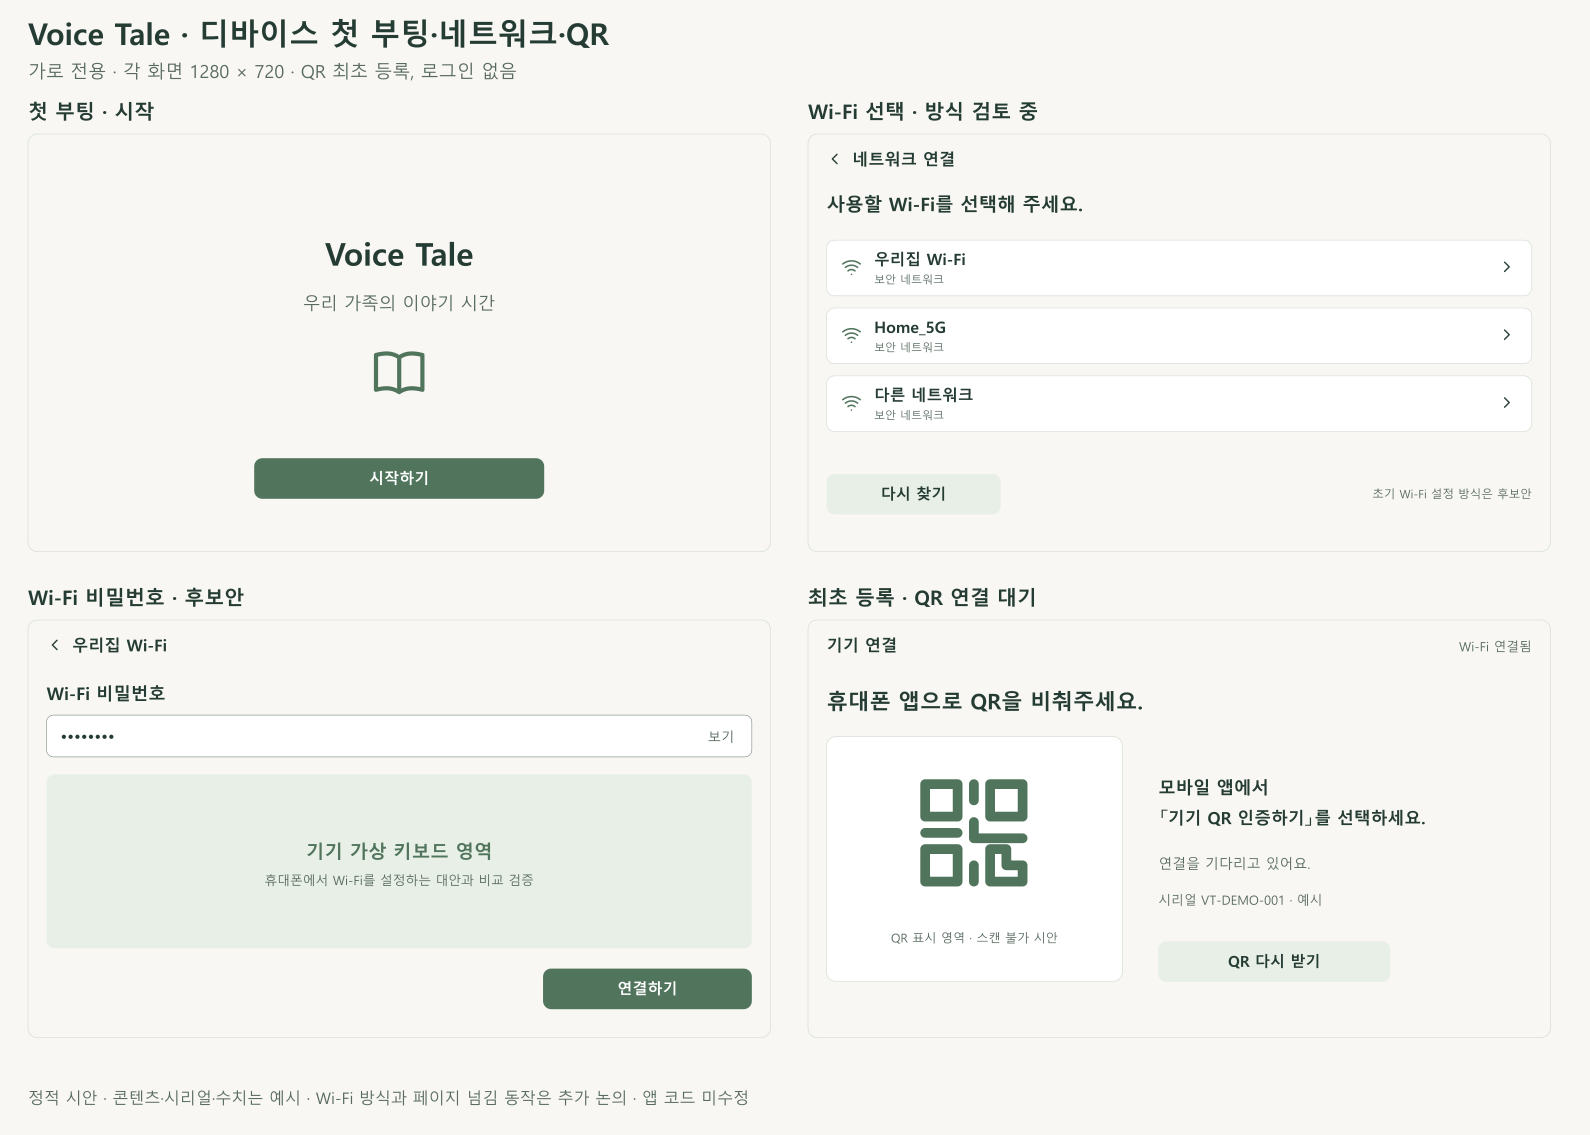 Voice Tale · 디바이스 첫 부팅·네트워크·QR
가로 전용 · 각 화면 1280 × 720 · QR 최초 등록, 로그인 없음
첫 부팅 · 시작
Voice Tale
우리 가족의 이야기 시간
시작하기
Wi-Fi 선택 · 방식 검토 중
네트워크 연결
사용할 Wi-Fi를 선택해 주세요.
우리집 Wi-Fi
보안 네트워크
Home_5G
보안 네트워크
다른 네트워크
보안 네트워크
다시 찾기
초기 Wi-Fi 설정 방식은 후보안
Wi-Fi 비밀번호 · 후보안
우리집 Wi-Fi
Wi-Fi 비밀번호
••••••••
보기
기기 가상 키보드 영역
휴대폰에서 Wi-Fi를 설정하는 대안과 비교 검증
연결하기
최초 등록 · QR 연결 대기
기기 연결
Wi-Fi 연결됨
휴대폰 앱으로 QR을 비춰주세요.
QR 표시 영역 · 스캔 불가 시안
모바일 앱에서
「기기 QR 인증하기」를 선택하세요.
연결을 기다리고 있어요.
시리얼 VT-DEMO-001 · 예시
QR 다시 받기
정적 시안 · 콘텐츠·시리얼·수치는 예시 · Wi-Fi 방식과 페이지 넘김 동작은 추가 논의 · 앱 코드 미수정